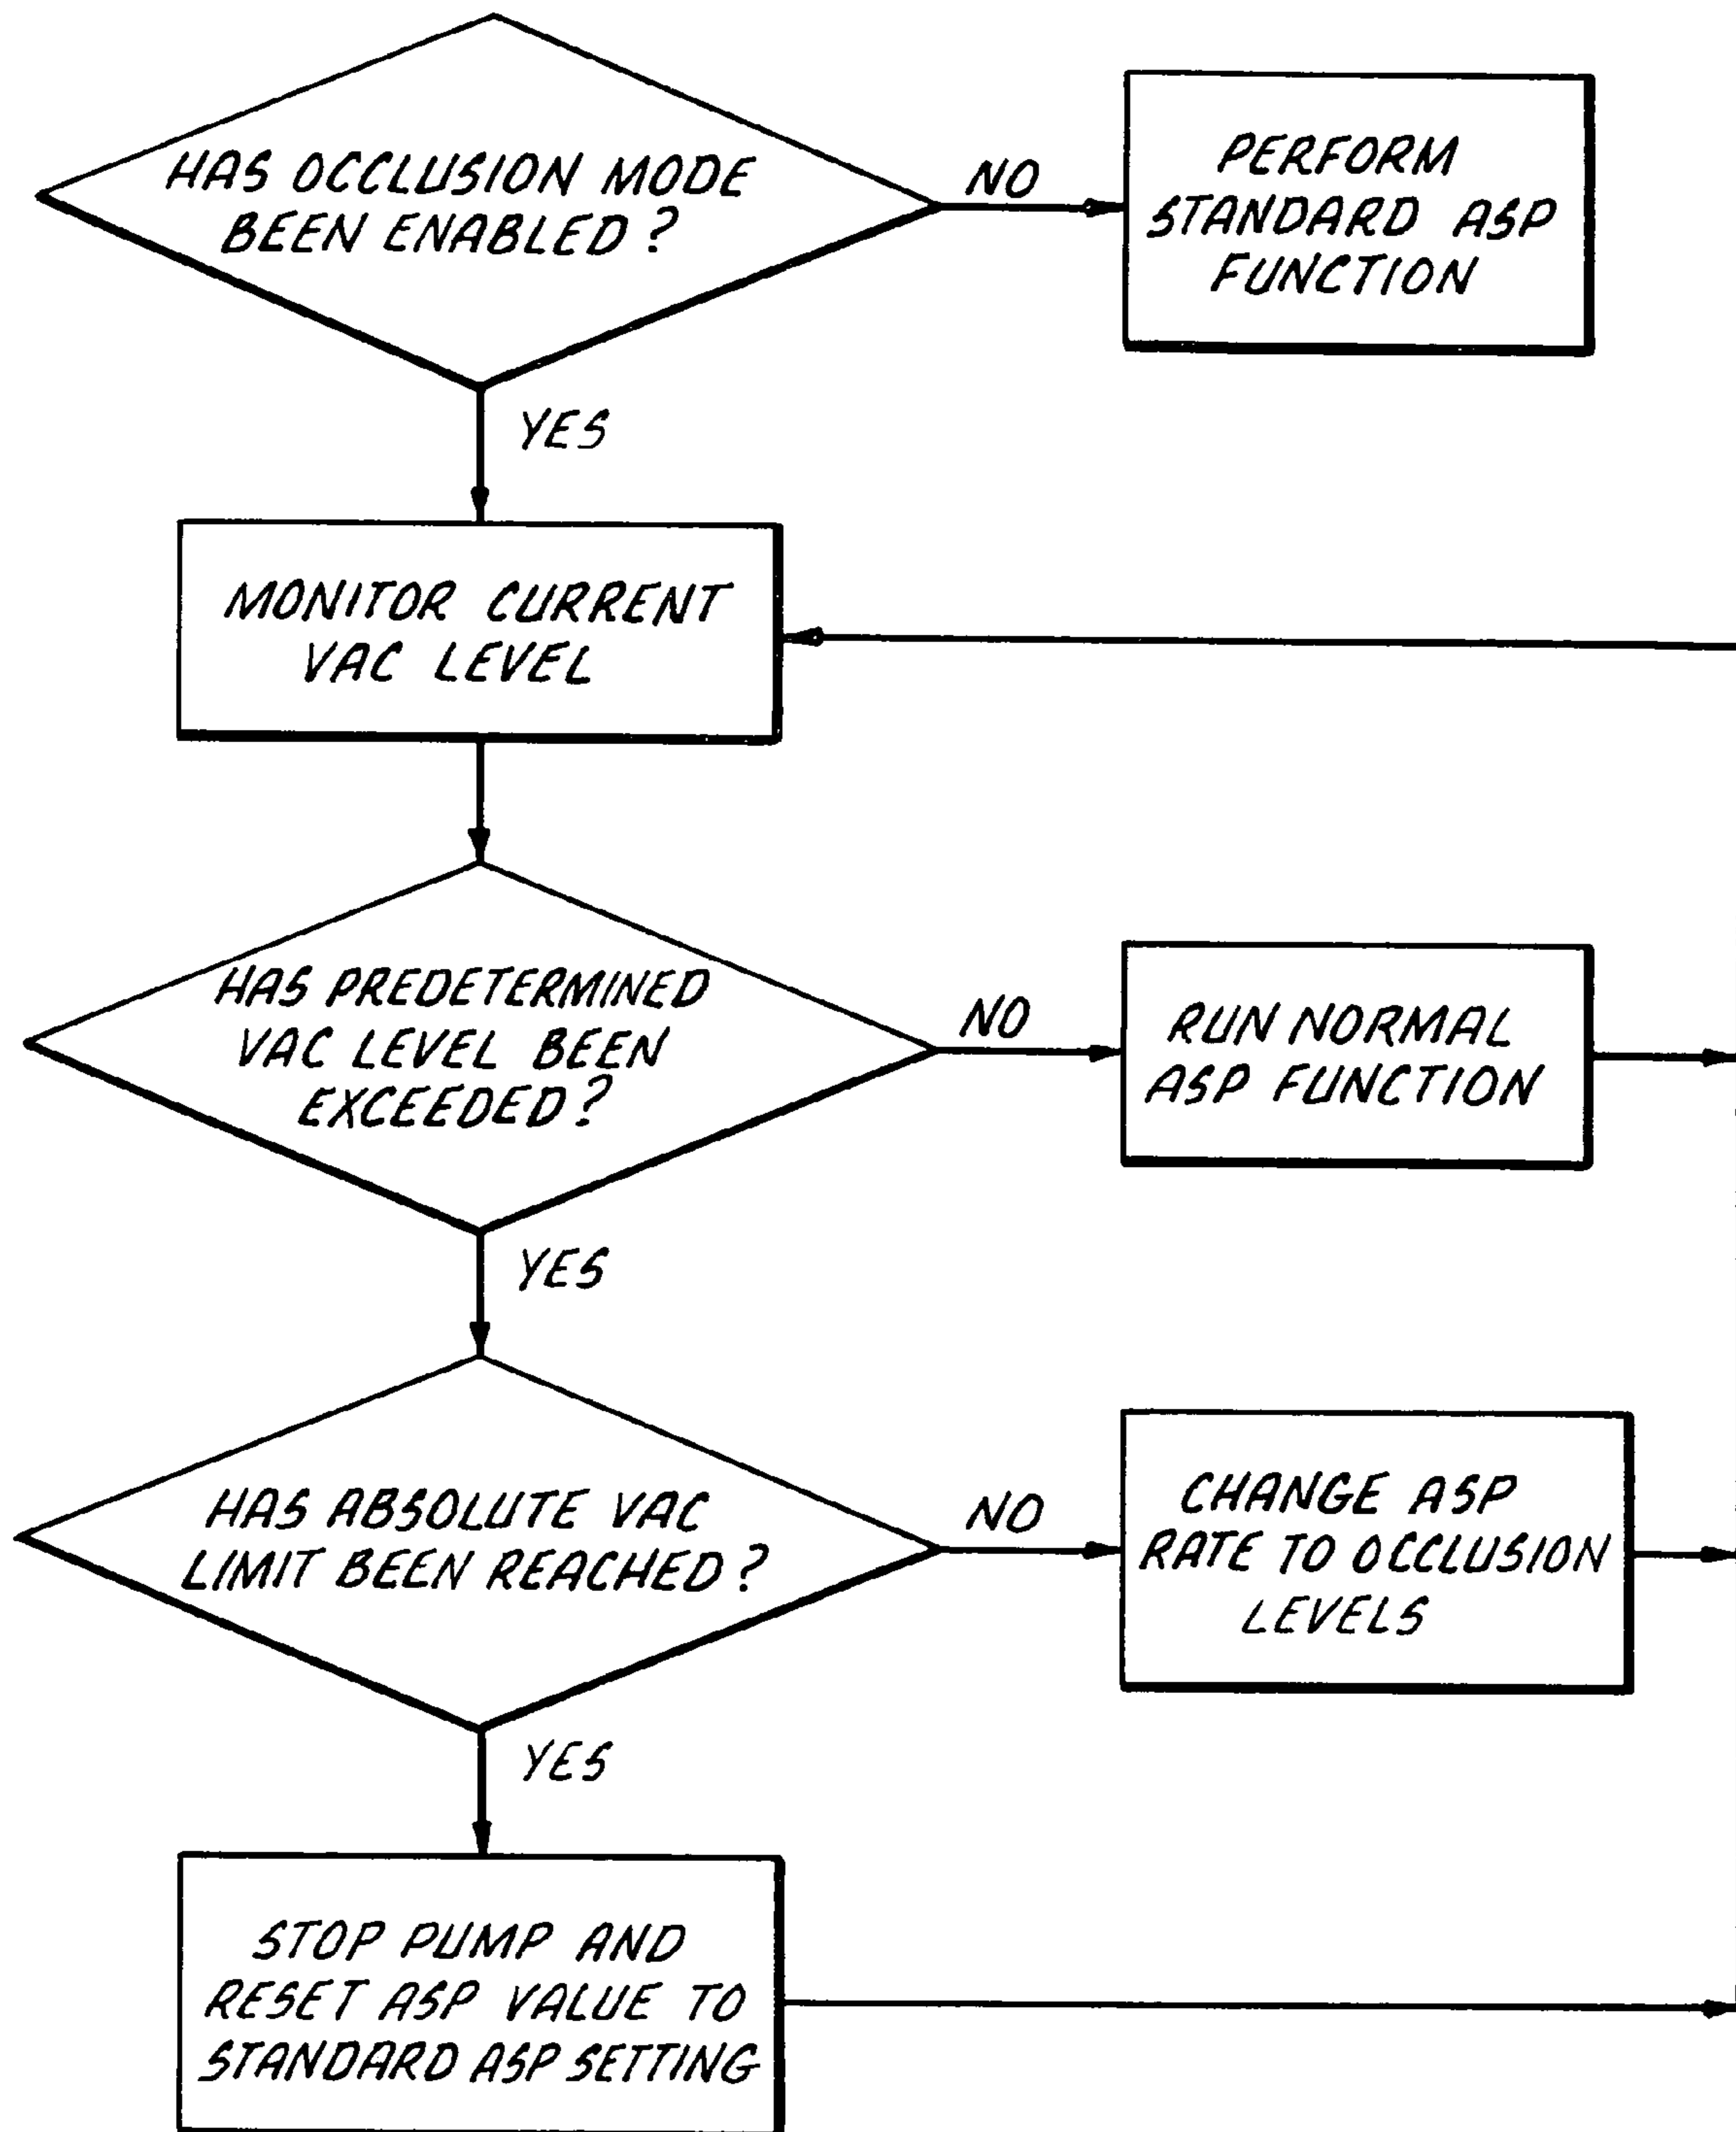 HAS OCCLUSION MODE
BEEN ENABLED?
NO
PERFORM
STANDARD ASP
FUNCTION
YES
MONITOR CURRENT
VAC LEVEL
HAS PREDETERMINED
VAC LEVEL BEEN
EXCEEDED?
NO
RUN NORMAL
ASP FUNCTION
YES
HAS ABSOLUTE VAC
LIMIT BEEN REACHED?
NO
CHANGE ASP
RATE TO OCCLUSION
LEVELS
YES
STOP PUMP AND
RESET ASP VALUE TO
STANDARD ASP SETTING